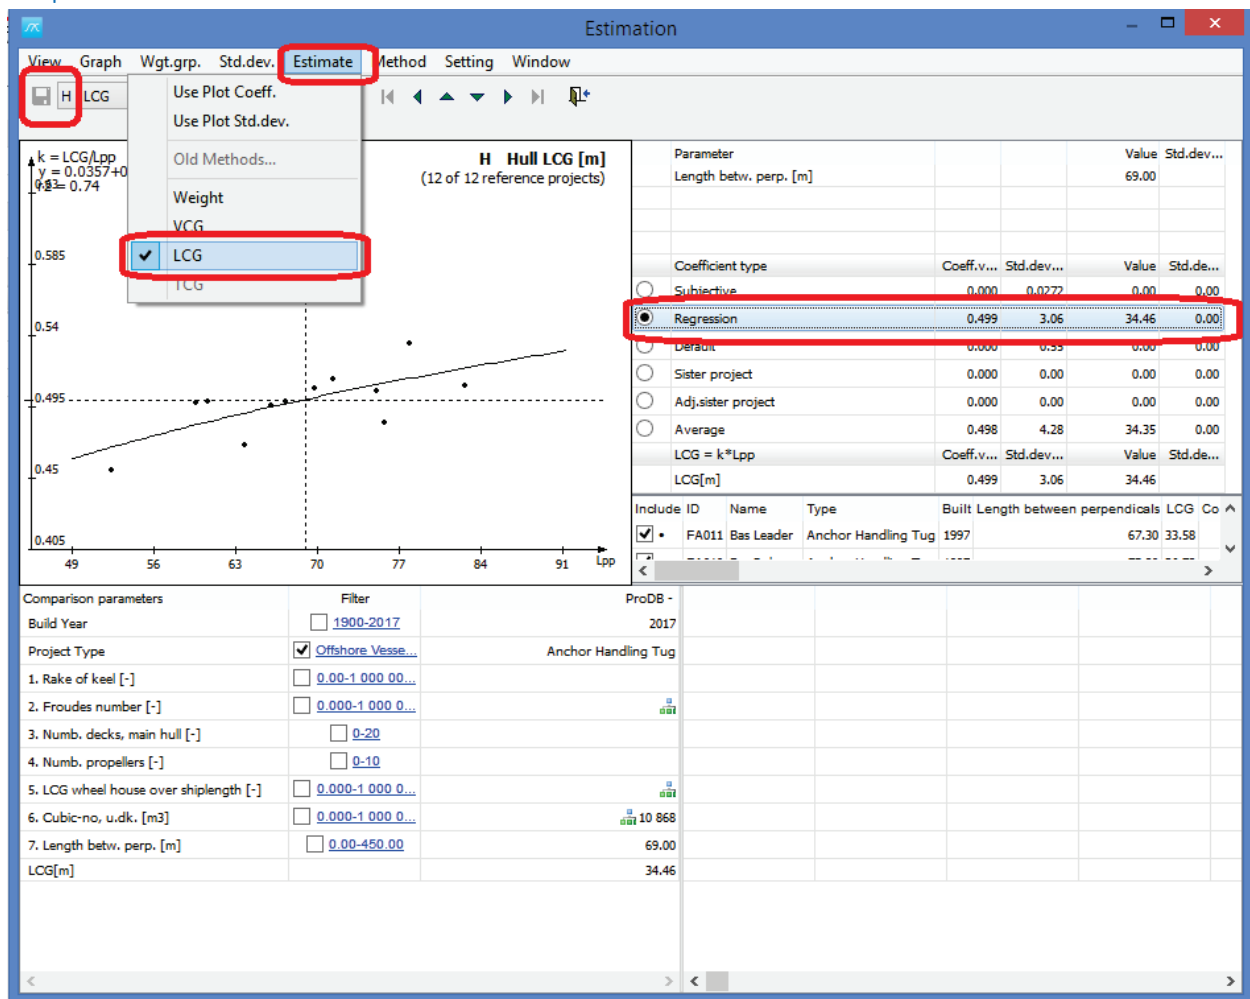 Estimation
View Graph Wgt.grp. Std.dev. Estimate Method Setting Window
H LCG
Use Plot Coeff.
Use Plot Std.dev.
Old Methods...
Weight
VCG
LCG
TCG
k = LCG/Lpp
y = 0.0357+0
r2= 0.74
H Hull LCG [m]
(12 of 12 reference projects)
0.585
0.54
0.495
0.45
0.405
49 56 63 70 77 84 91 Lpp
Parameter Value Std.dev...
Length betw. perp. [m] 69.00
Coefficient type Coeff.v... Std.dev... Value Std.de...
Subjective 0.000 0.0272 0.00 0.00
Regression 0.499 3.06 34.46 0.00
Default 0.000 0.55 0.00 0.00
Sister project 0.000 0.00 0.00 0.00
Adj.sister project 0.000 0.00 0.00 0.00
Average 0.498 4.28 34.35 0.00
LCG = k*Lpp Coeff.v... Std.dev... Value Std.de...
LCG[m] 0.499 3.06 34.46
Include ID Name Type Built Length between perpendicals LCG Co
FA011 Bas Leader Anchor Handling Tug 1997 67.30 33.58
Comparison parameters Filter ProDB -
Build Year 1900-2017 2017
Project Type Offshore Vesse... Anchor Handling Tug
1. Rake of keel [-] 0.00-1 000 00...
2. Froudes number [-] 0.000-1 000 0...
3. Numb. decks, main hull [-] 0-20
4. Numb. propellers [-] 0-10
5. LCG wheel house over shiplength [-] 0.000-1 000 0...
6. Cubic-no, u.dk. [m3] 0.000-1 000 0... 10 868
7. Length betw. perp. [m] 0.00-450.00 69.00
LCG[m] 34.46